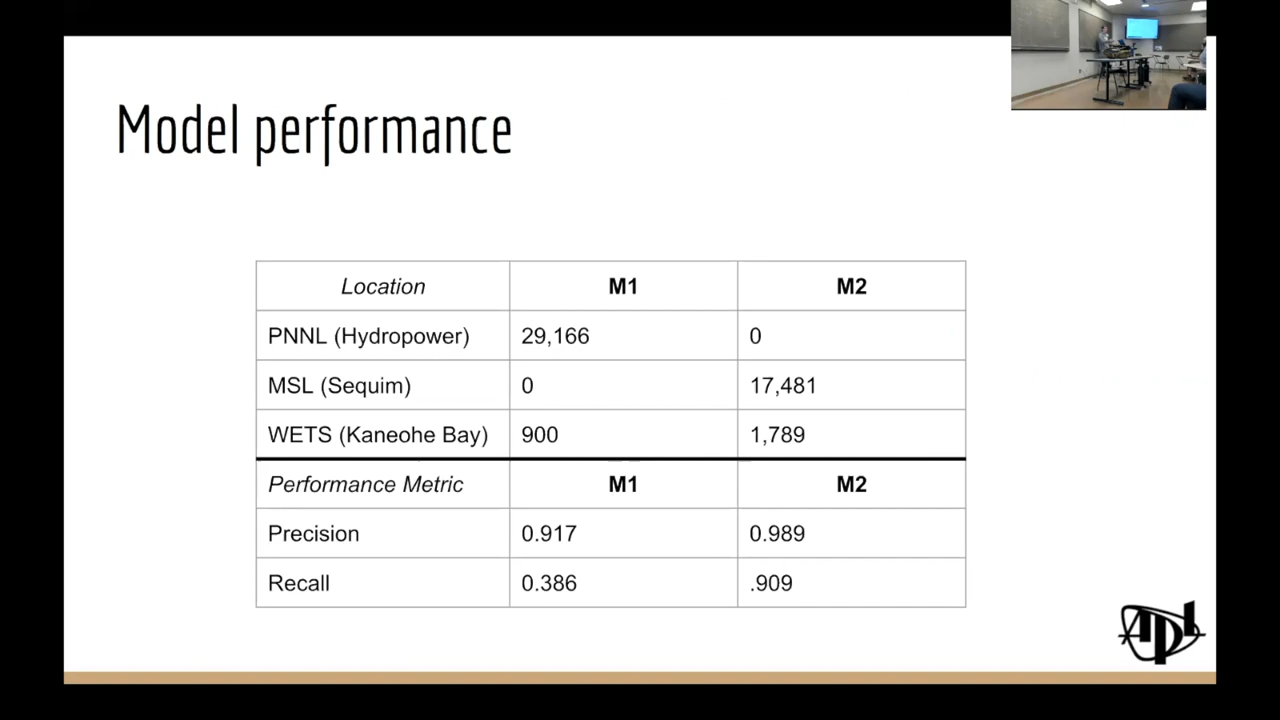 Model performance
Location M1 M2
PNNL (Hydropower) 29,166 0
MSL (Sequim) 0 17,481
WETS (Kaneohe Bay) 900 1,789
Performance Metric M1 M2
Precision 0.917 0.989
Recall 0.386 .909
APL